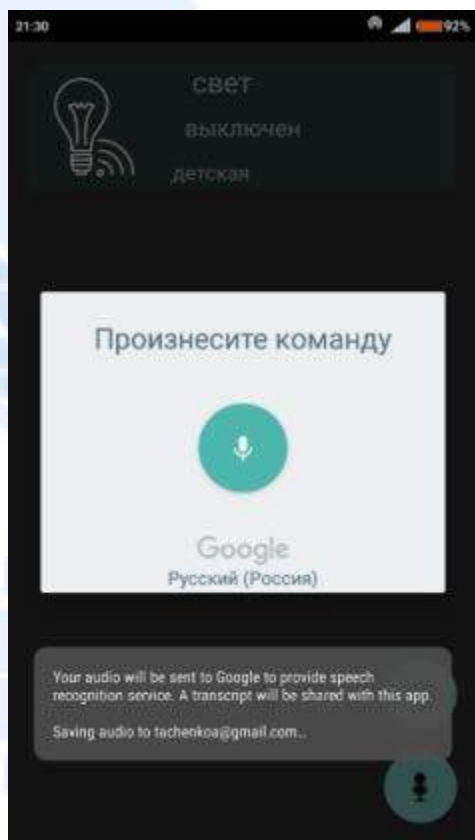 21:30
92%
свет
выключен
детская
Произнесите команду
Google
Русский (Россия)
Your audio will be sent to Google to provide speech
recognition service. A transcript will be shared with this app.
Saving audio to tachenkoa@gmail.com...